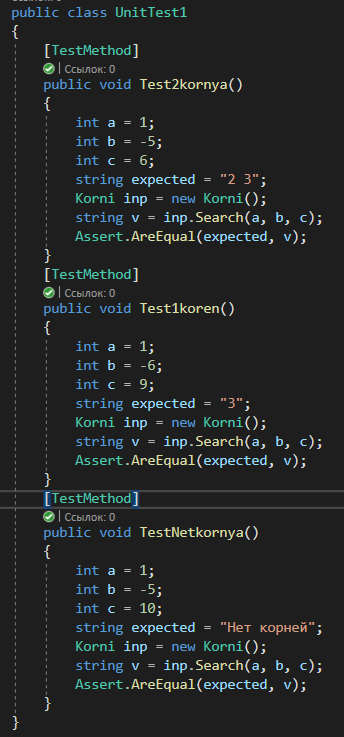 public class UnitTest1
{
[TestMethod]
| Ссылок: 0
public void Test2kornya()
{
int a = 1;
int b = -5;
int c = 6;
string expected = "2 3";
Korni inp = new Korni();
string v = inp.Search(a, b, c);
Assert.AreEqual(expected, v);
}
[TestMethod]
| Ссылок: 0
public void Test1koren()
{
int a = 1;
int b = -6;
int c = 9;
string expected = "3";
Korni inp = new Korni();
string v = inp.Search(a, b, c);
Assert.AreEqual(expected, v);
}
[TestMethod]
| Ссылок: 0
public void TestNetkornya()
{
int a = 1;
int b = -5;
int c = 10;
string expected = "Нет корней";
Korni inp = new Korni();
string v = inp.Search(a, b, c);
Assert.AreEqual(expected, v);
}
}